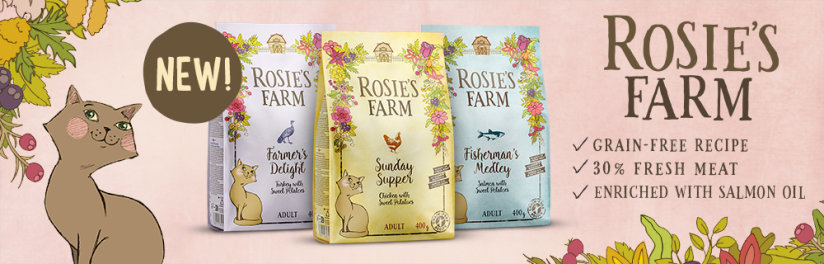 NEW!
ROSIE'S
FARM
Farmer's
Delight
Turkey with
Sweet Potatoes
ADULT
ROSIE'S
FARM
Sunday
Supper
Chicken with
Sweet Potatoes
ADULT
400g
ROSIE'S
FARM
Fisherman's
Medley
Salmon with
Sweet Potatoes
ADULT
400g
ROSIE'S
FARM
✓ GRAIN-FREE RECIPE
✓ 30% FRESH MEAT
✓ ENRICHED WITH SALMON OIL